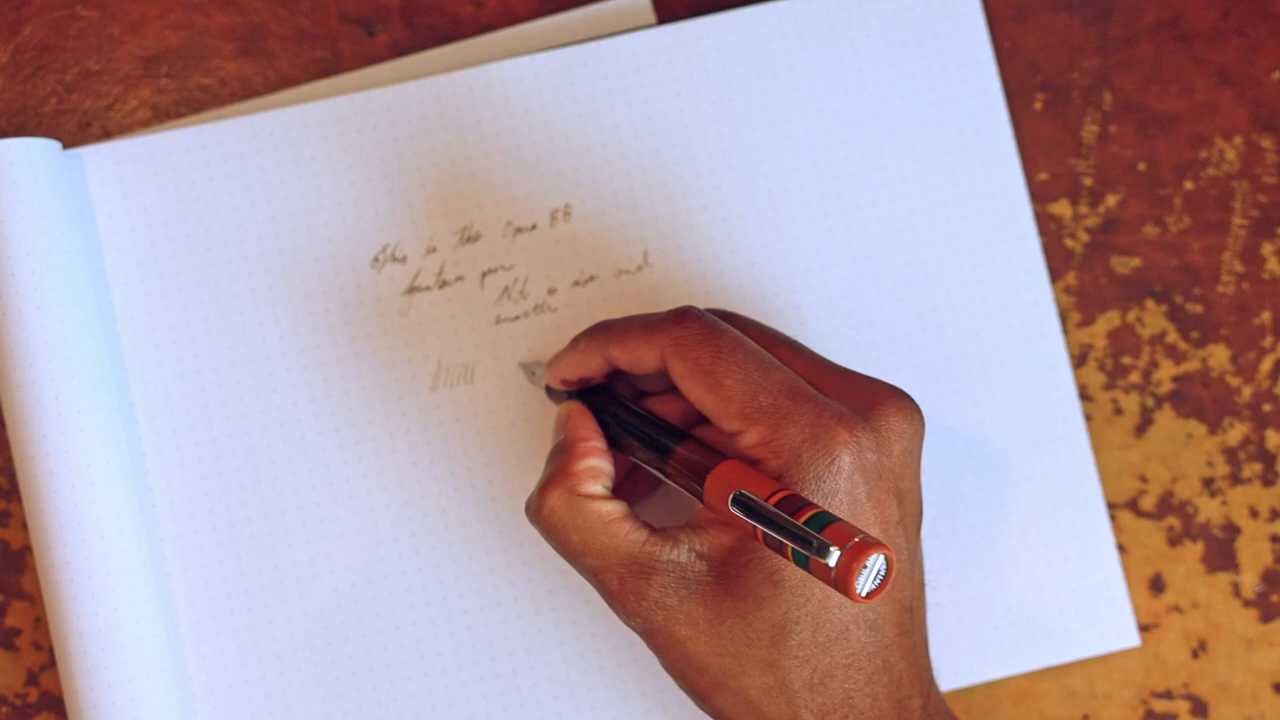 This is the Opus 88
fountain pen
Nib is nice and
smooth.